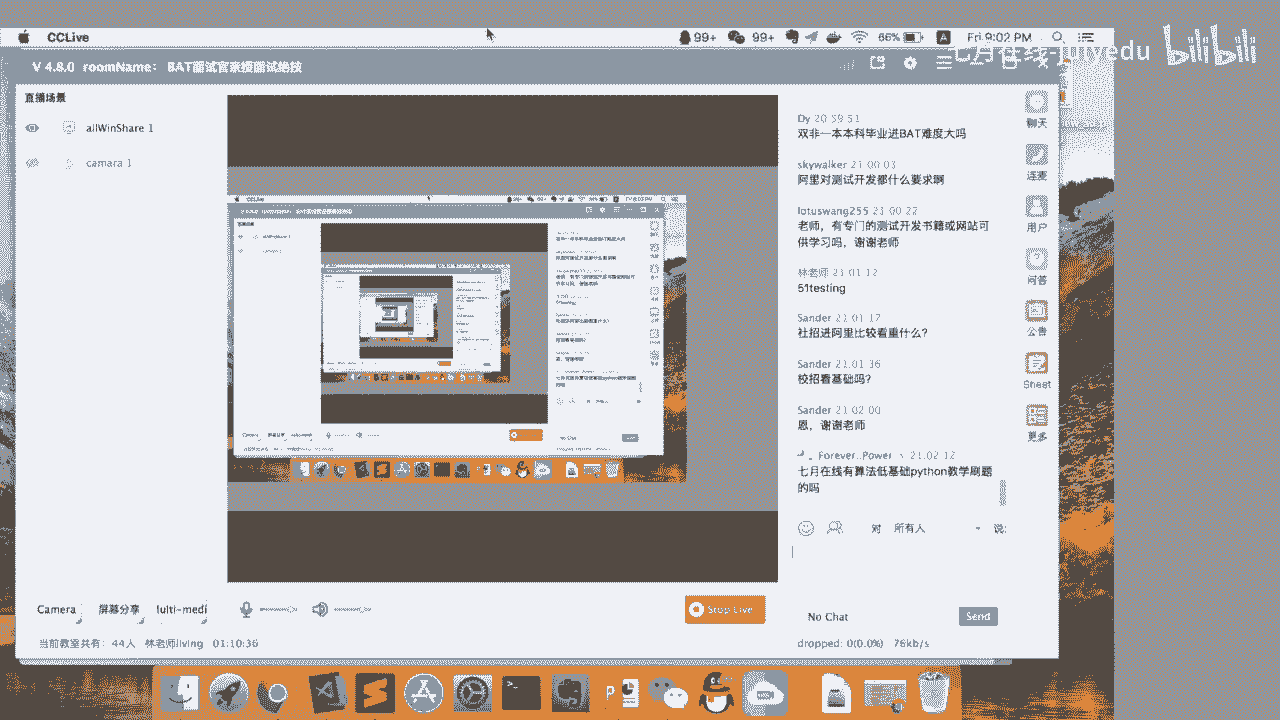 CCLive
99+
99+
66%
A
Fri 9:02 PM
七月在线-julyedu
bilibili
V 4.8.0 roomName： BAT面试官亲授面试绝技
直播场景
allWinShare 1
camara 1
Dy 20:59:51
双非一本本科毕业进BAT难度大吗
skywalker 21:00:03
阿里对测试开发都什么要求啊
lotuswang255 21:00:22
老师，有专门的测试开发书籍或网站可
供学习吗，谢谢老师
林老师 21:01:12
51testing
Sander 21:01:17
社招进阿里比较看重什么？
Sander 21:01:36
校招看基础吗？
Sander 21:02:00
恩，谢谢老师
Forever..Power 21:02:12
七月在线有算法低基础python教学刷题
的吗
对 所有人 说:
No Chat
Send
dropped: 0(0.0%) 76kb/s
聊天
连麦
用户
问答
公告
Sheet
更多
Camera 屏幕分享 Multi-medi
Stop Live
当前教室共有: 44人 林老师living 01:10:36